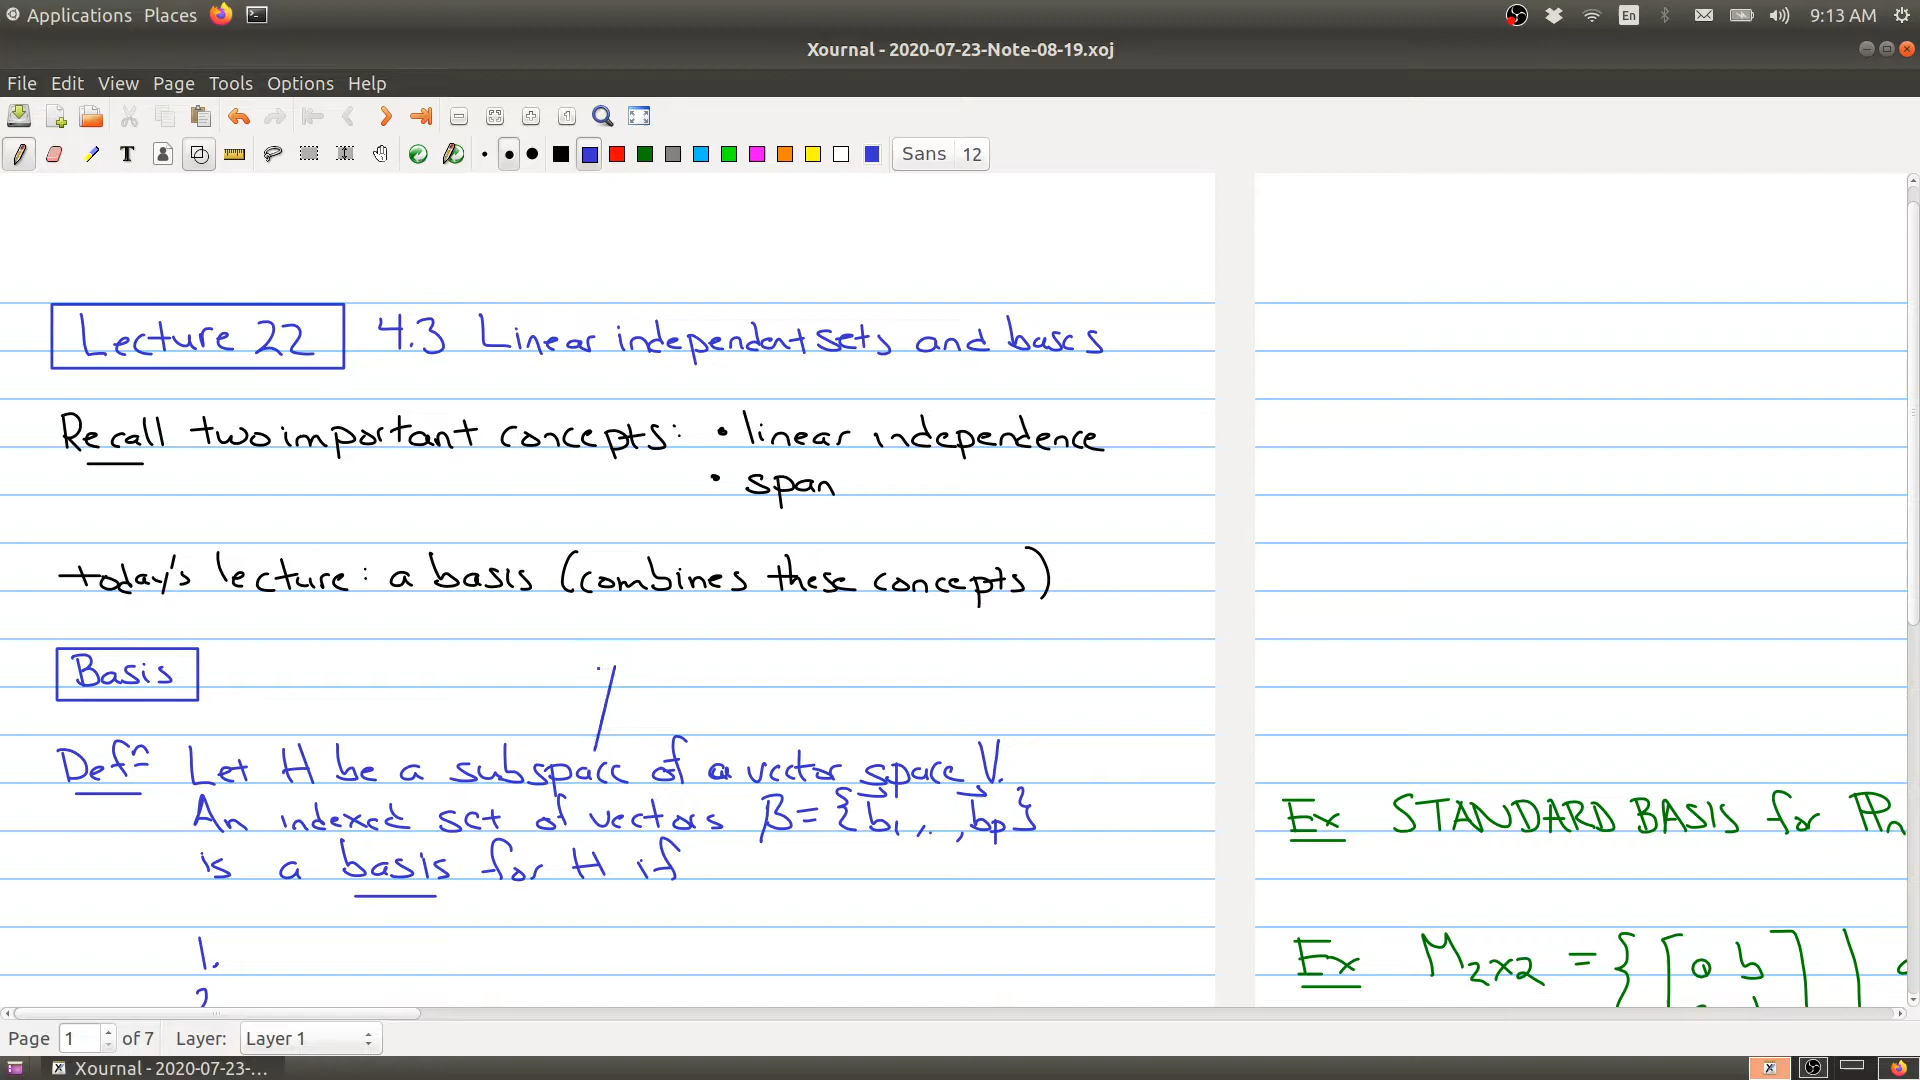 Applications Places En 9:13 AM
Xournal - 2020-07-23-Note-08-19.xoj
File Edit View Page Tools Options Help
T Sans 12
Lecture 22 4.3 Linear independent sets and bases
Recall two important concepts: • linear independence
• span
today's lecture: a basis (combines these concepts)
Basis
Defn Let H be a subspace of a vector space V.
An indexed set of vectors β = {b1, .. , bp}
is a basis for H if
1.
2
Ex STANDARD BASIS for Pn
Ex M2x2 = { [ a b ] |
Page 1 of 7 Layer: Layer 1
Xournal - 2020-07-23-...